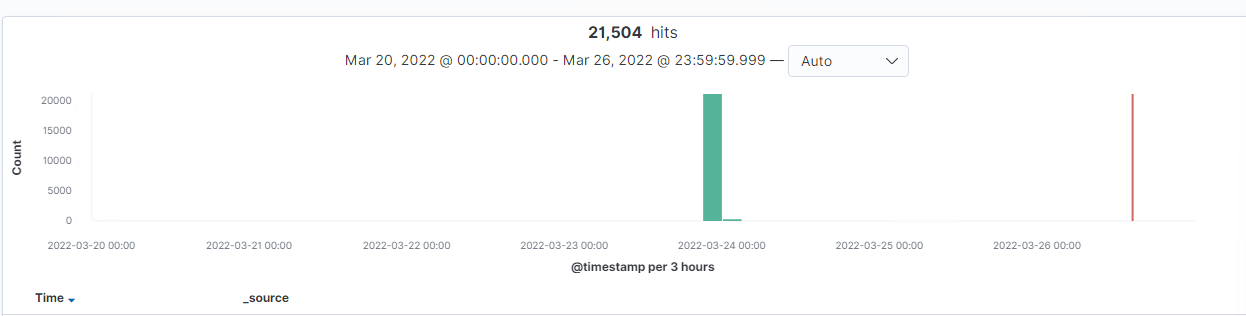 21,504 hits
Mar 20, 2022 @ 00:00:00.000 - Mar 26, 2022 @ 23:59:59.999 — Auto
20000
15000
10000
5000
0
Count
2022-03-20 00:00 2022-03-21 00:00 2022-03-22 00:00 2022-03-23 00:00 2022-03-24 00:00 2022-03-25 00:00 2022-03-26 00:00
@timestamp per 3 hours
Time _source